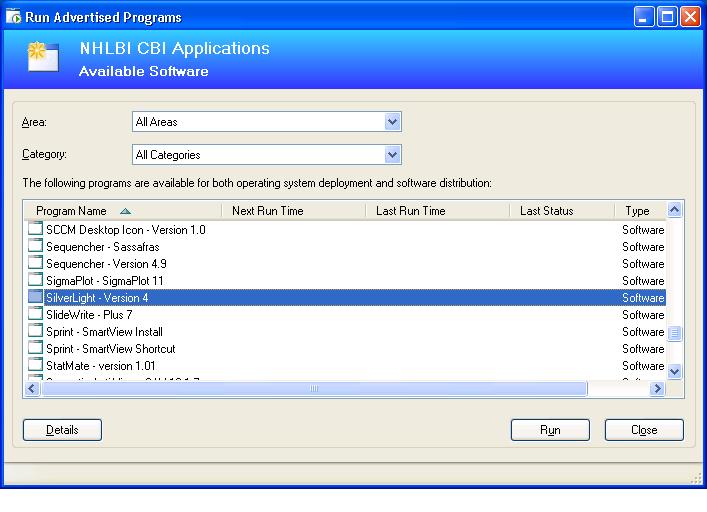 Run Advertised Programs
NHLBI CBI Applications
Available Software
Area: All Areas
Category: All Categories
The following programs are available for both operating system deployment and software distribution:
Program Name Next Run Time Last Run Time Last Status Type
SCCM Desktop Icon - Version 1.0 Software
Sequencher - Sassafras Software
Sequencher - Version 4.9 Software
SigmaPlot - SigmaPlot 11 Software
SilverLight - Version 4 Software
SlideWrite - Plus 7 Software
Sprint - SmartView Install Software
Sprint - SmartView Shortcut Software
StatMate - version 1.01 Software
Details Run Close